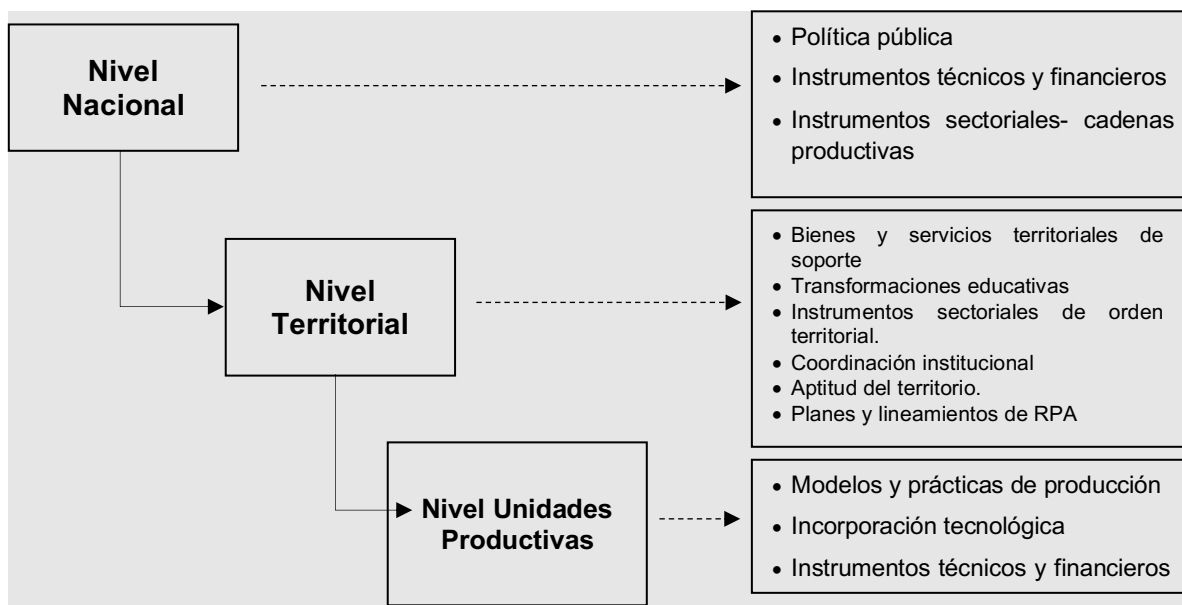 Nivel
Nacional
• Política pública
• Instrumentos técnicos y financieros
• Instrumentos sectoriales- cadenas
productivas
Nivel
Territorial
• Bienes y servicios territoriales de
soporte
• Transformaciones educativas
• Instrumentos sectoriales de orden
territorial.
• Coordinación institucional
• Aptitud del territorio.
• Planes y lineamientos de RPA
Nivel Unidades
Productivas
• Modelos y prácticas de producción
• Incorporación tecnológica
• Instrumentos técnicos y financieros